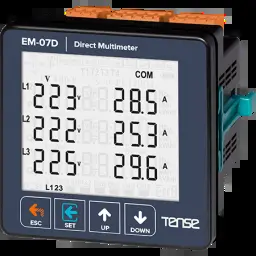 EM-07D | Direct Multimeter
V COM
L1 223 V 28.5 A
L2 222 V 25.3 A
L3 225 V 29.6 A
L123
ESC SET UP DOWN TENSE